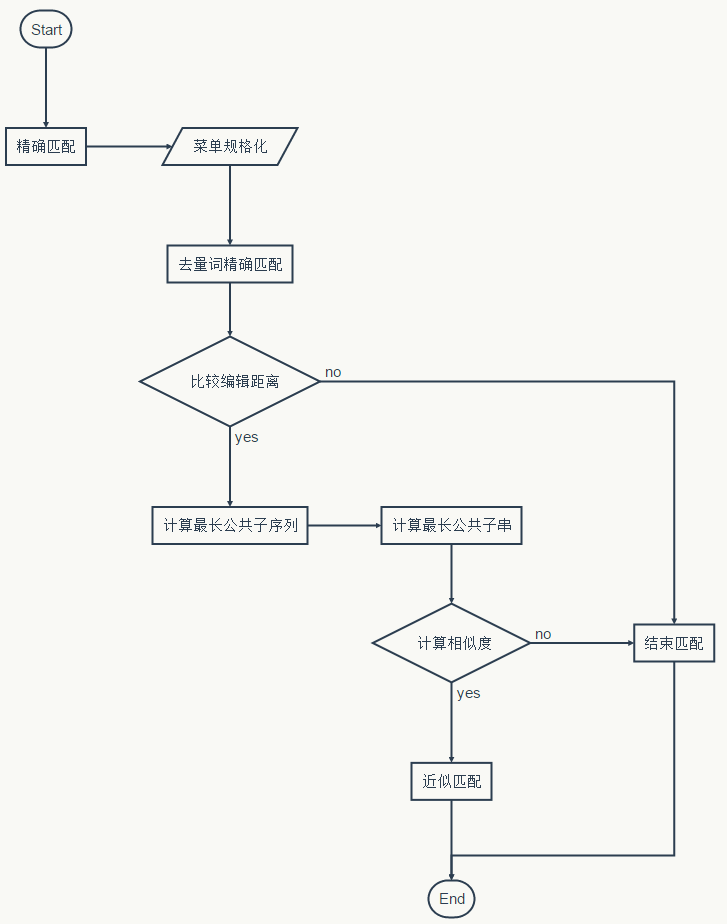 Start
精确匹配
菜单规格化
去量词精确匹配
比较编辑距离
no
yes
计算最长公共子序列
计算最长公共子串
计算相似度
no
结束匹配
yes
近似匹配
End